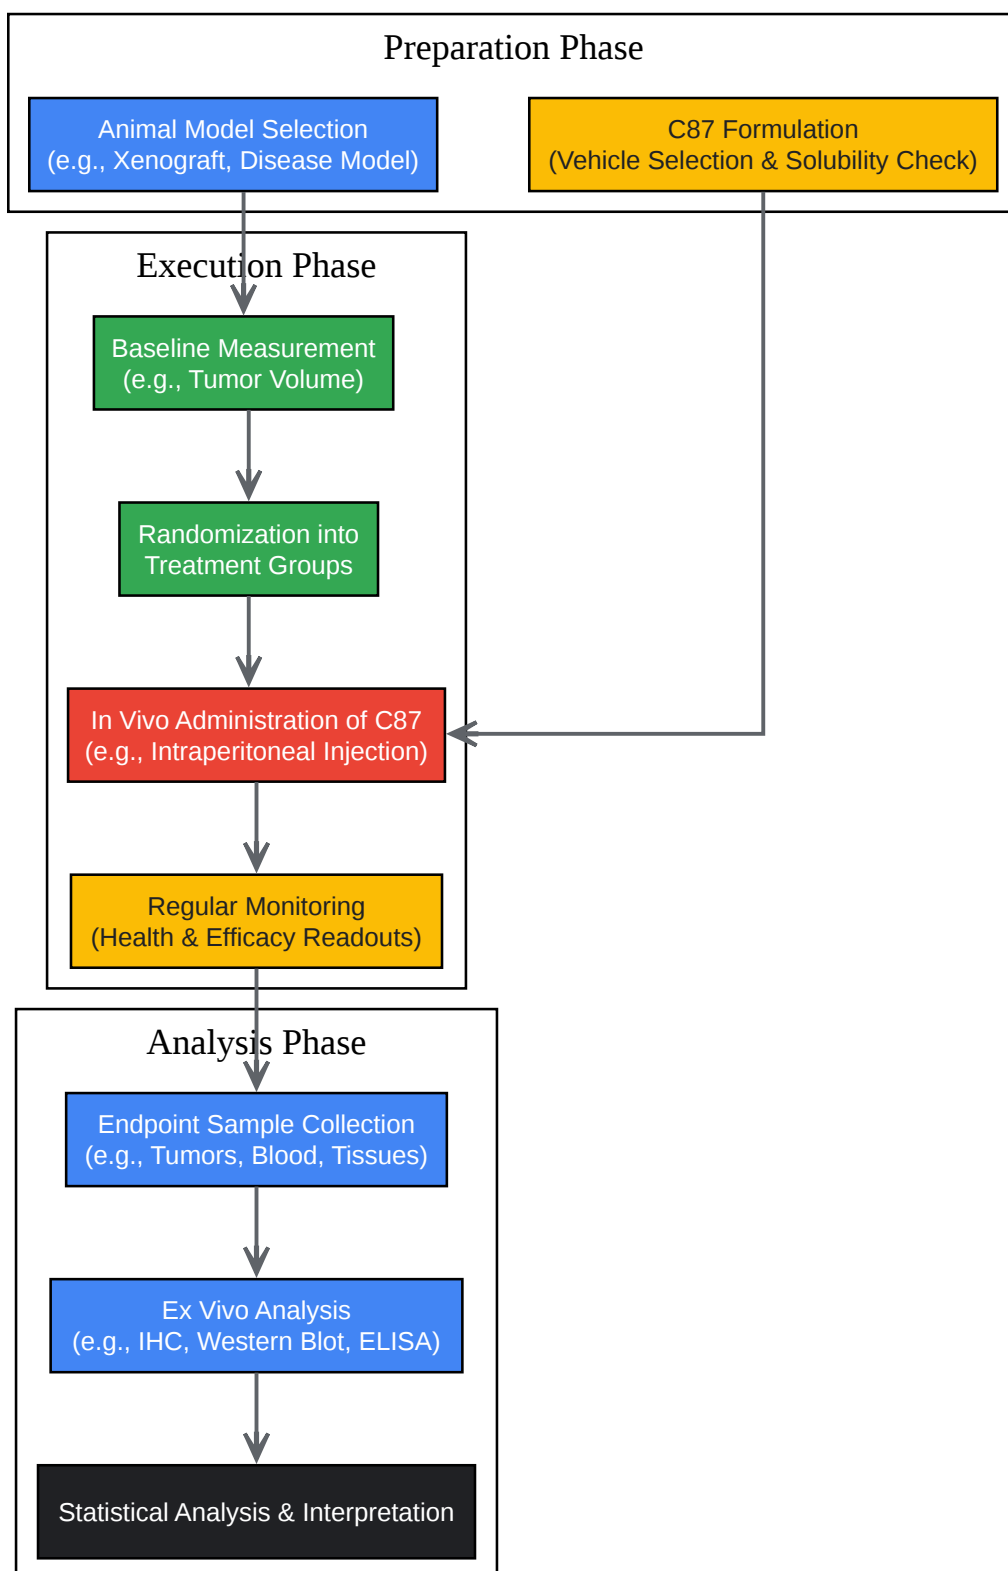 Preparation Phase
Animal Model Selection
(e.g., Xenograft, Disease Model)
C87 Formulation
(Vehicle Selection & Solubility Check)
Execution Phase
Baseline Measurement
(e.g., Tumor Volume)
Randomization into
Treatment Groups
In Vivo Administration of C87
(e.g., Intraperitoneal Injection)
Regular Monitoring
(Health & Efficacy Readouts)
Analysis Phase
Endpoint Sample Collection
(e.g., Tumors, Blood, Tissues)
Ex Vivo Analysis
(e.g., IHC, Western Blot, ELISA)
Statistical Analysis & Interpretation